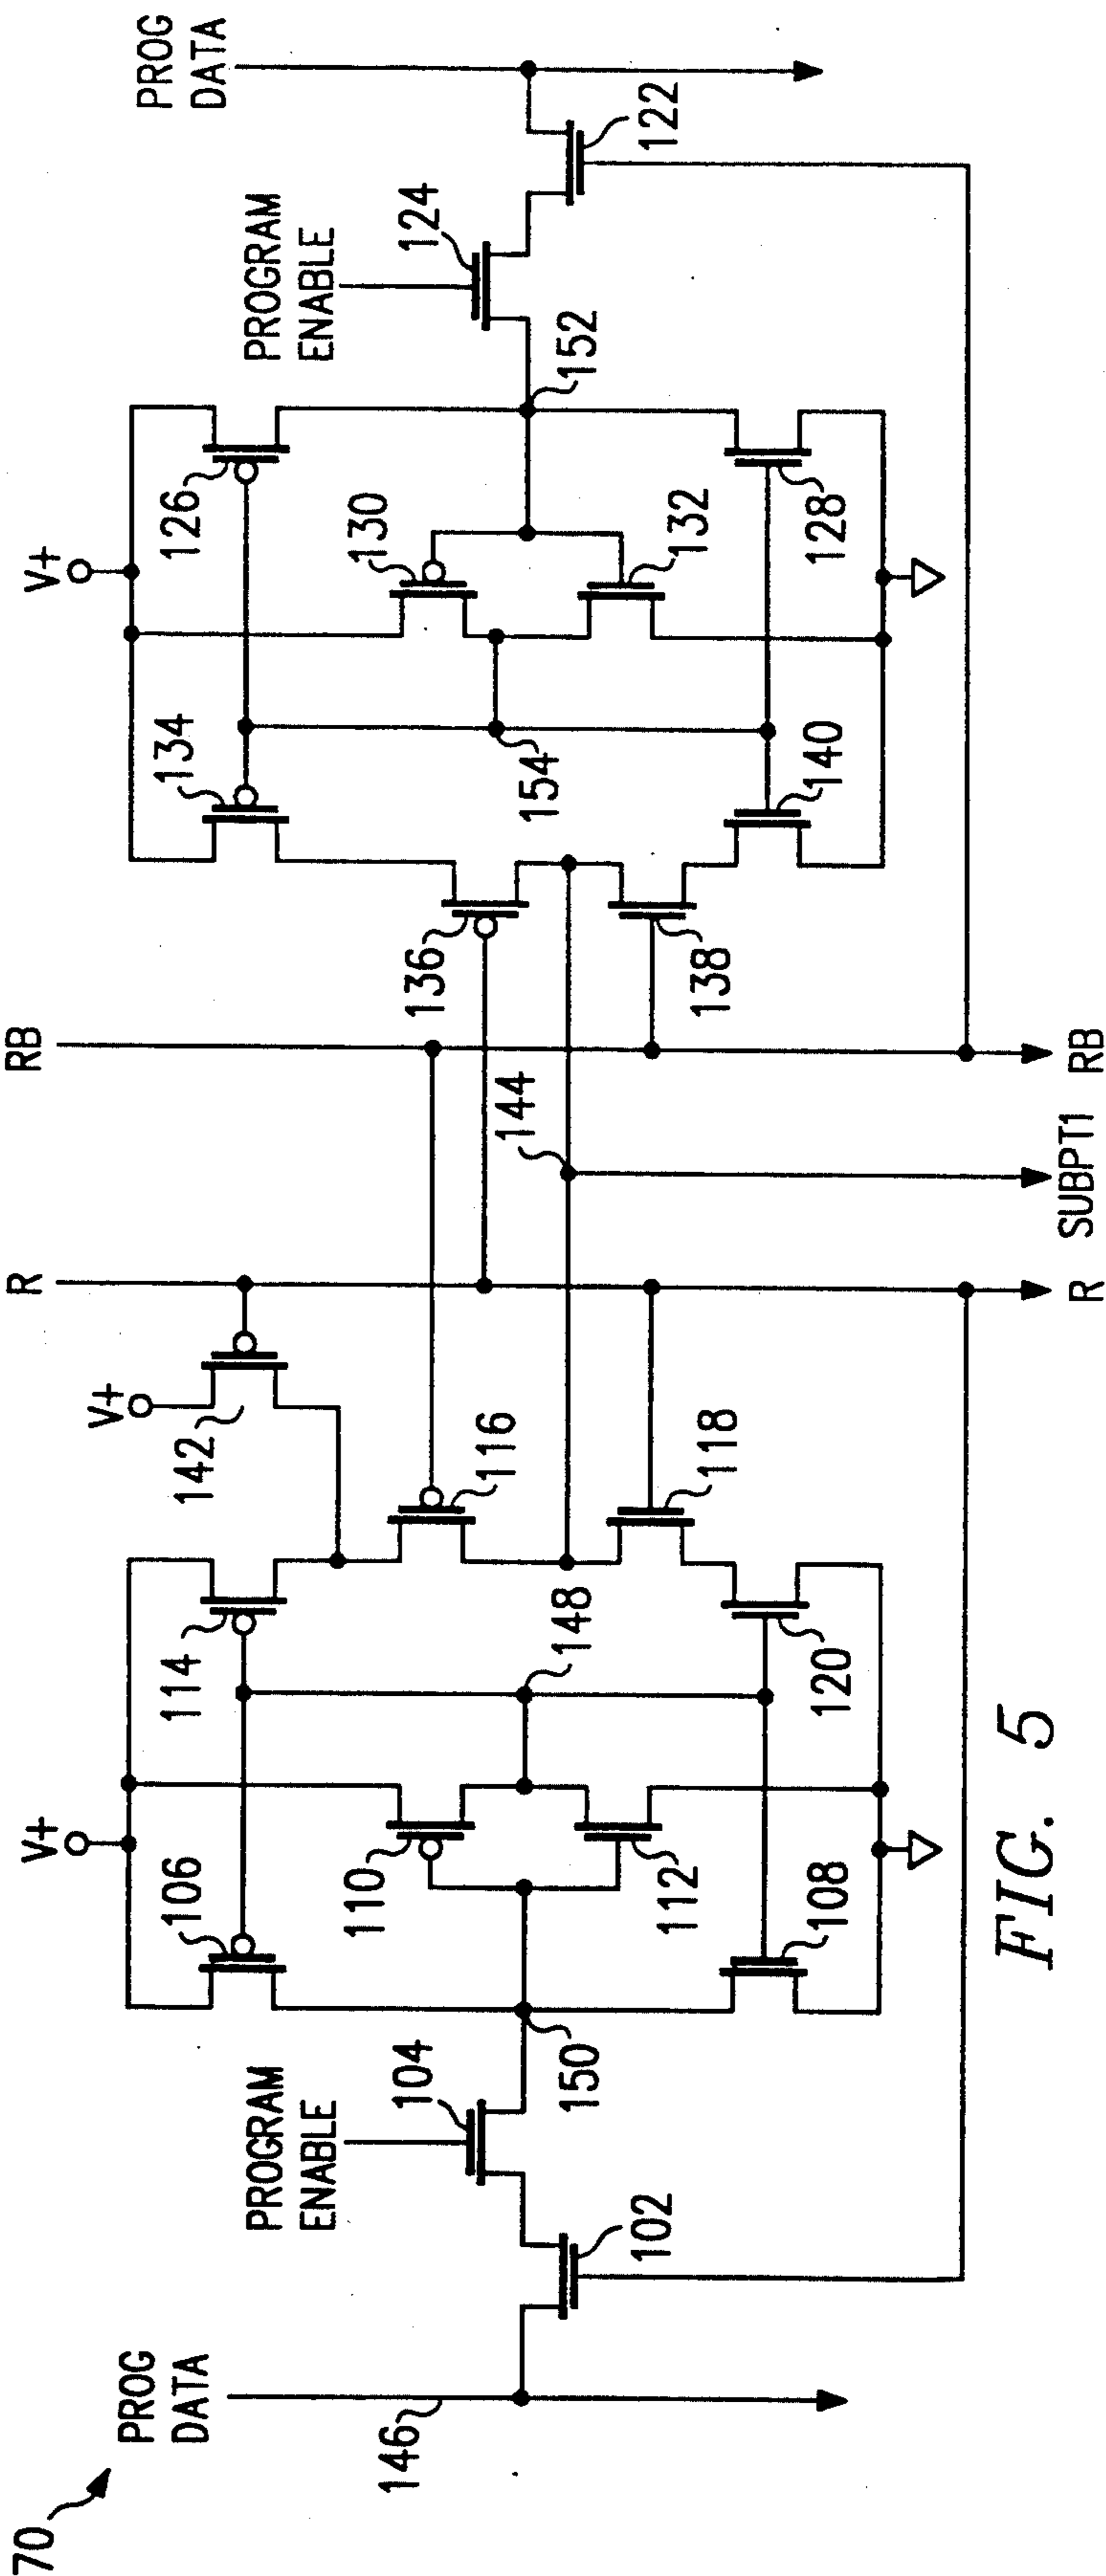 70
PROG
DATA
146
PROGRAM
ENABLE
102
104
150
V+
106
108
110
112
148
114
120
V+
142
116
118
R
R
SUBPT1
144
RB
RB
136
138
134
140
154
V+
130
132
126
128
152
PROGRAM
ENABLE
124
122
PROG
DATA
FIG. 5